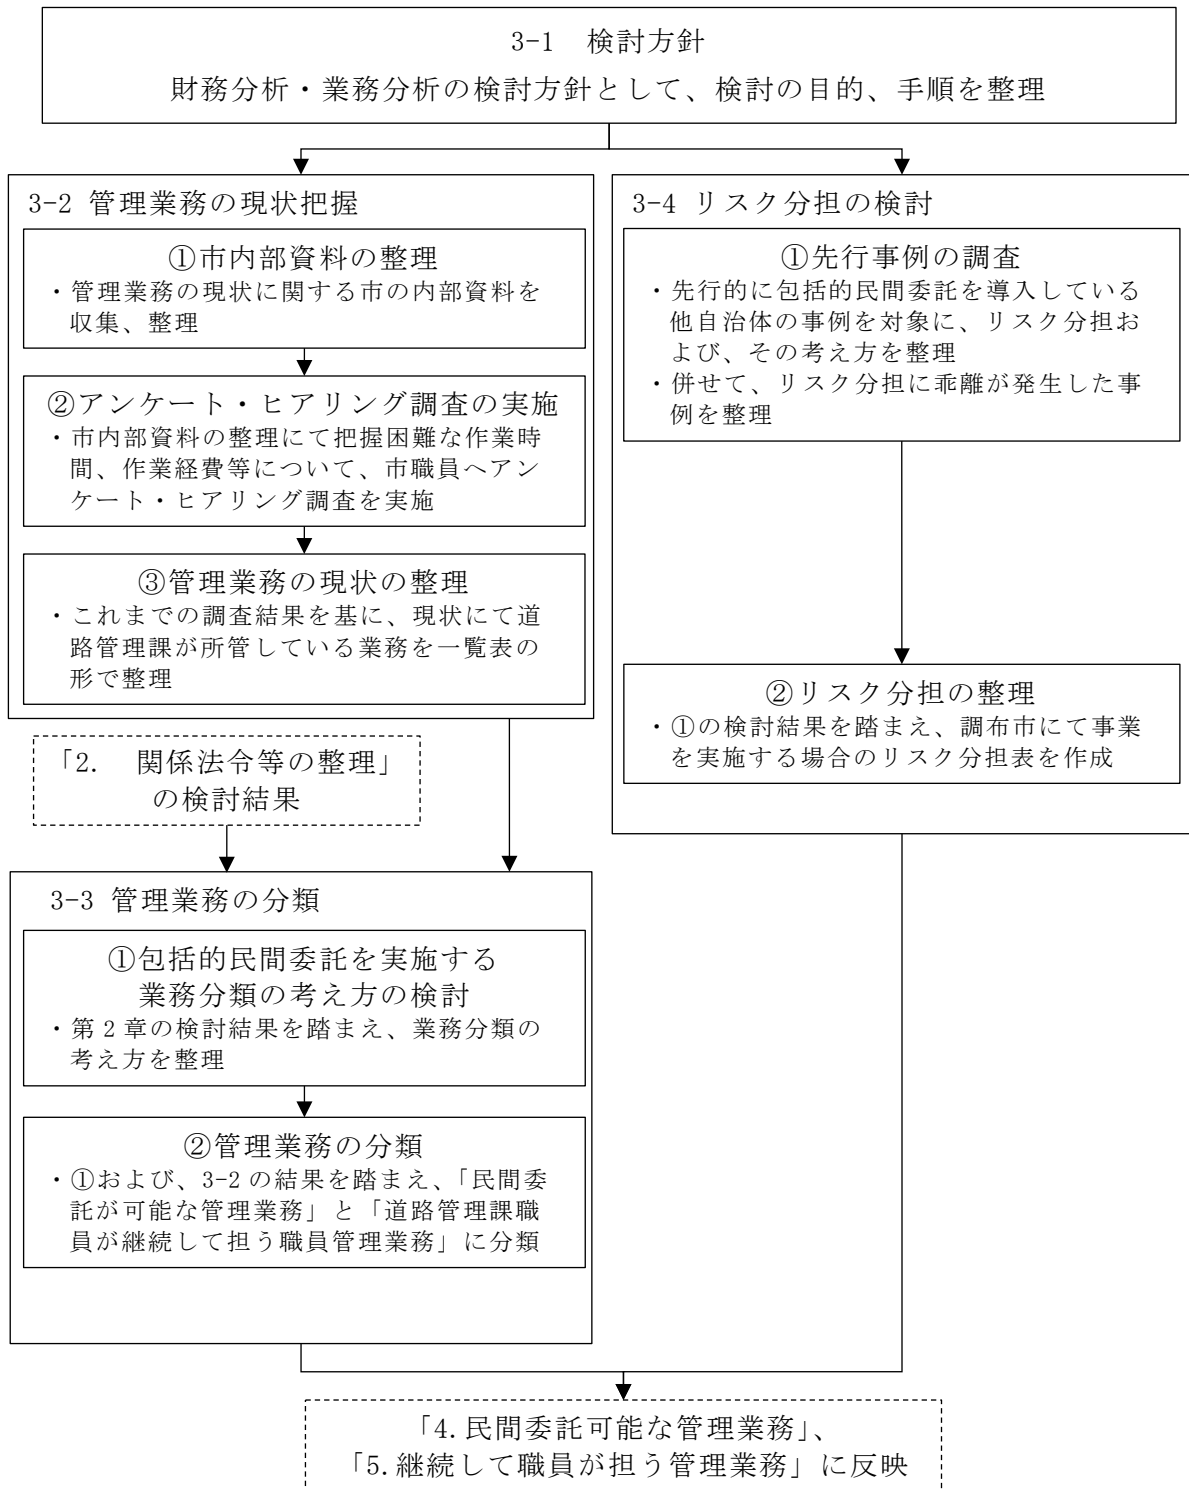 3-1 検討方針
財務分析・業務分析の検討方針として、検討の目的、手順を整理
3-2 管理業務の現状把握
①市内部資料の整理
・管理業務の現状に関する市の内部資料を
収集、整理
②アンケート・ヒアリング調査の実施
・市内部資料の整理にて把握困難な作業時
間、作業経費等について、市職員へアン
ケート・ヒアリング調査を実施
③管理業務の現状の整理
・これまでの調査結果を基に、現状にて道
路管理課が所管している業務を一覧表の
形で整理
「2. 関係法令等の整理」
の検討結果
3-3 管理業務の分類
①包括的民間委託を実施する
業務分類の考え方の検討
・第2章の検討結果を踏まえ、業務分類の
考え方を整理
②管理業務の分類
・①および、3-2の結果を踏まえ、「民間委
託が可能な管理業務」と「道路管理課職
員が継続して担う職員管理業務」に分類
3-4 リスク分担の検討
①先行事例の調査
・先行的に包括的民間委託を導入している
他自治体の事例を対象に、リスク分担お
よび、その考え方を整理
・併せて、リスク分担に乖離が発生した事
例を整理
②リスク分担の整理
・①の検討結果を踏まえ、調布市にて事業
を実施する場合のリスク分担表を作成
「4.民間委託可能な管理業務」、
「5.継続して職員が担う管理業務」に反映